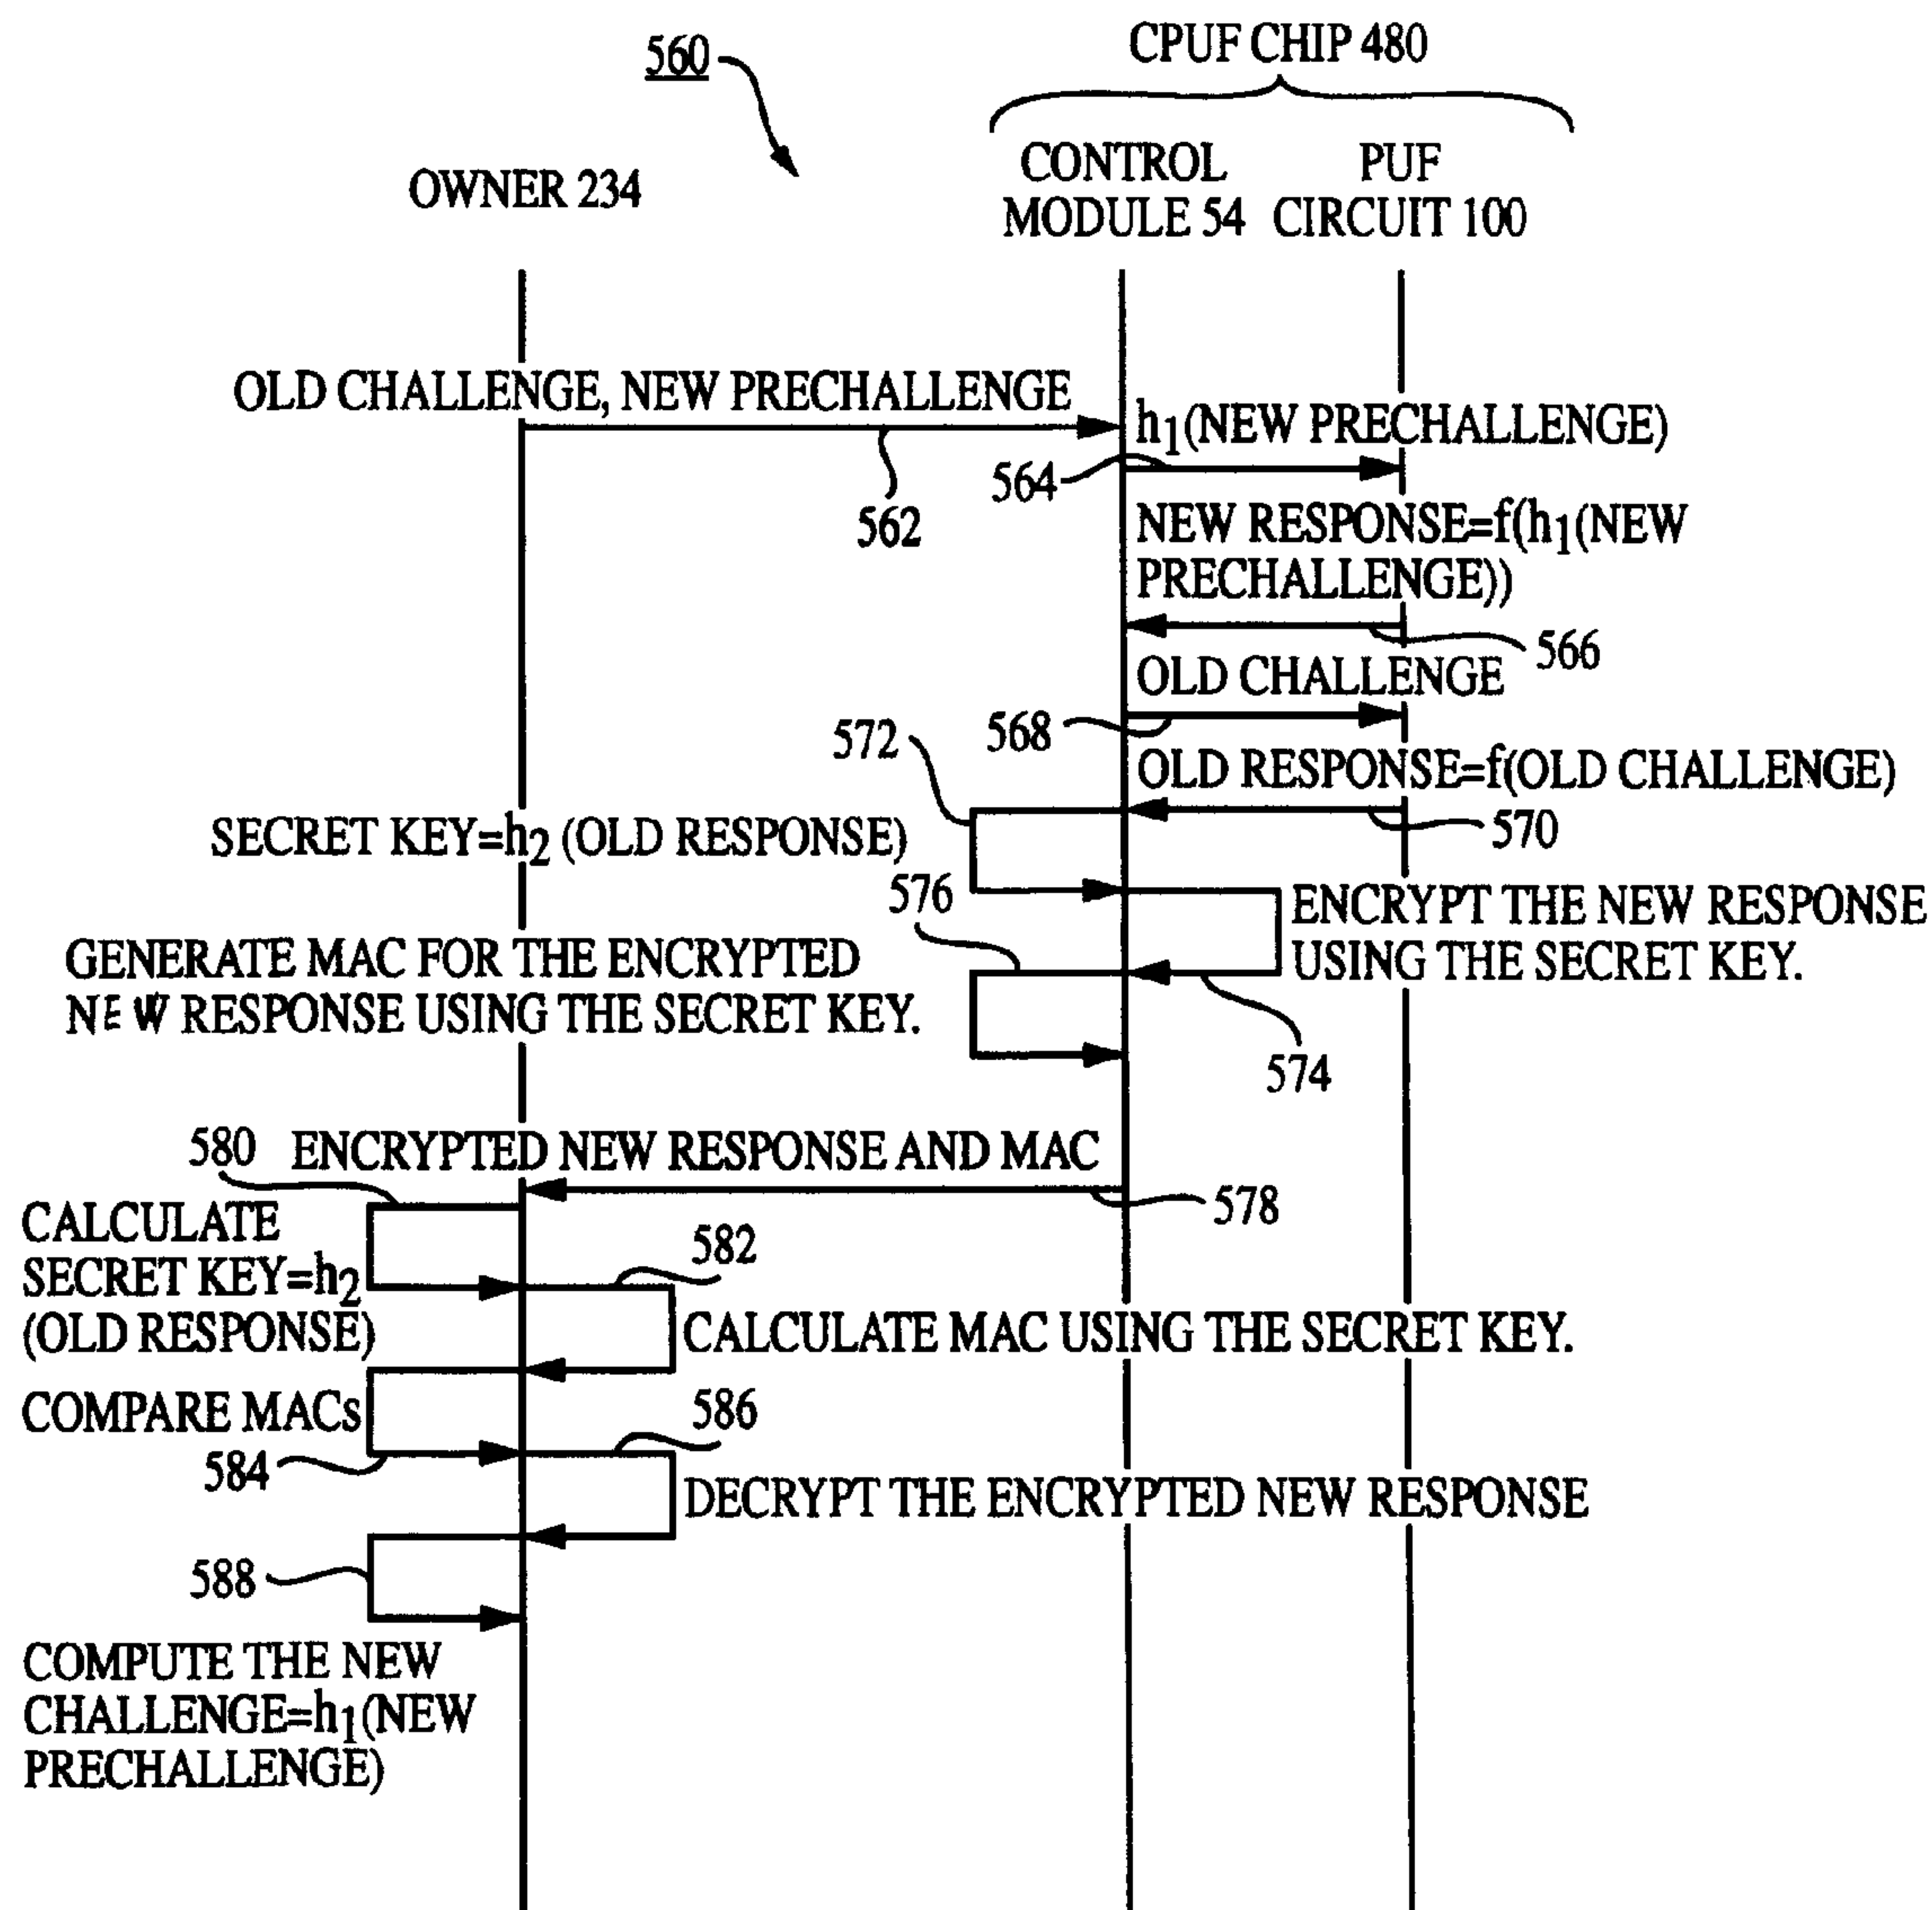 560
CPUF CHIP 480
OWNER 234
CONTROL
MODULE 54
PUF
CIRCUIT 100
OLD CHALLENGE, NEW PRECHALLENGE
562
h1(NEW PRECHALLENGE)
564
NEW RESPONSE=f(h1(NEW
PRECHALLENGE))
566
OLD CHALLENGE
568
572
OLD RESPONSE=f(OLD CHALLENGE)
570
SECRET KEY=h2 (OLD RESPONSE)
576
ENCRYPT THE NEW RESPONSE
USING THE SECRET KEY.
574
GENERATE MAC FOR THE ENCRYPTED
NEW RESPONSE USING THE SECRET KEY.
580
ENCRYPTED NEW RESPONSE AND MAC
578
CALCULATE
SECRET KEY=h2
(OLD RESPONSE)
582
CALCULATE MAC USING THE SECRET KEY.
COMPARE MACs
584
586
DECRYPT THE ENCRYPTED NEW RESPONSE
588
COMPUTE THE NEW
CHALLENGE=h1(NEW
PRECHALLENGE)